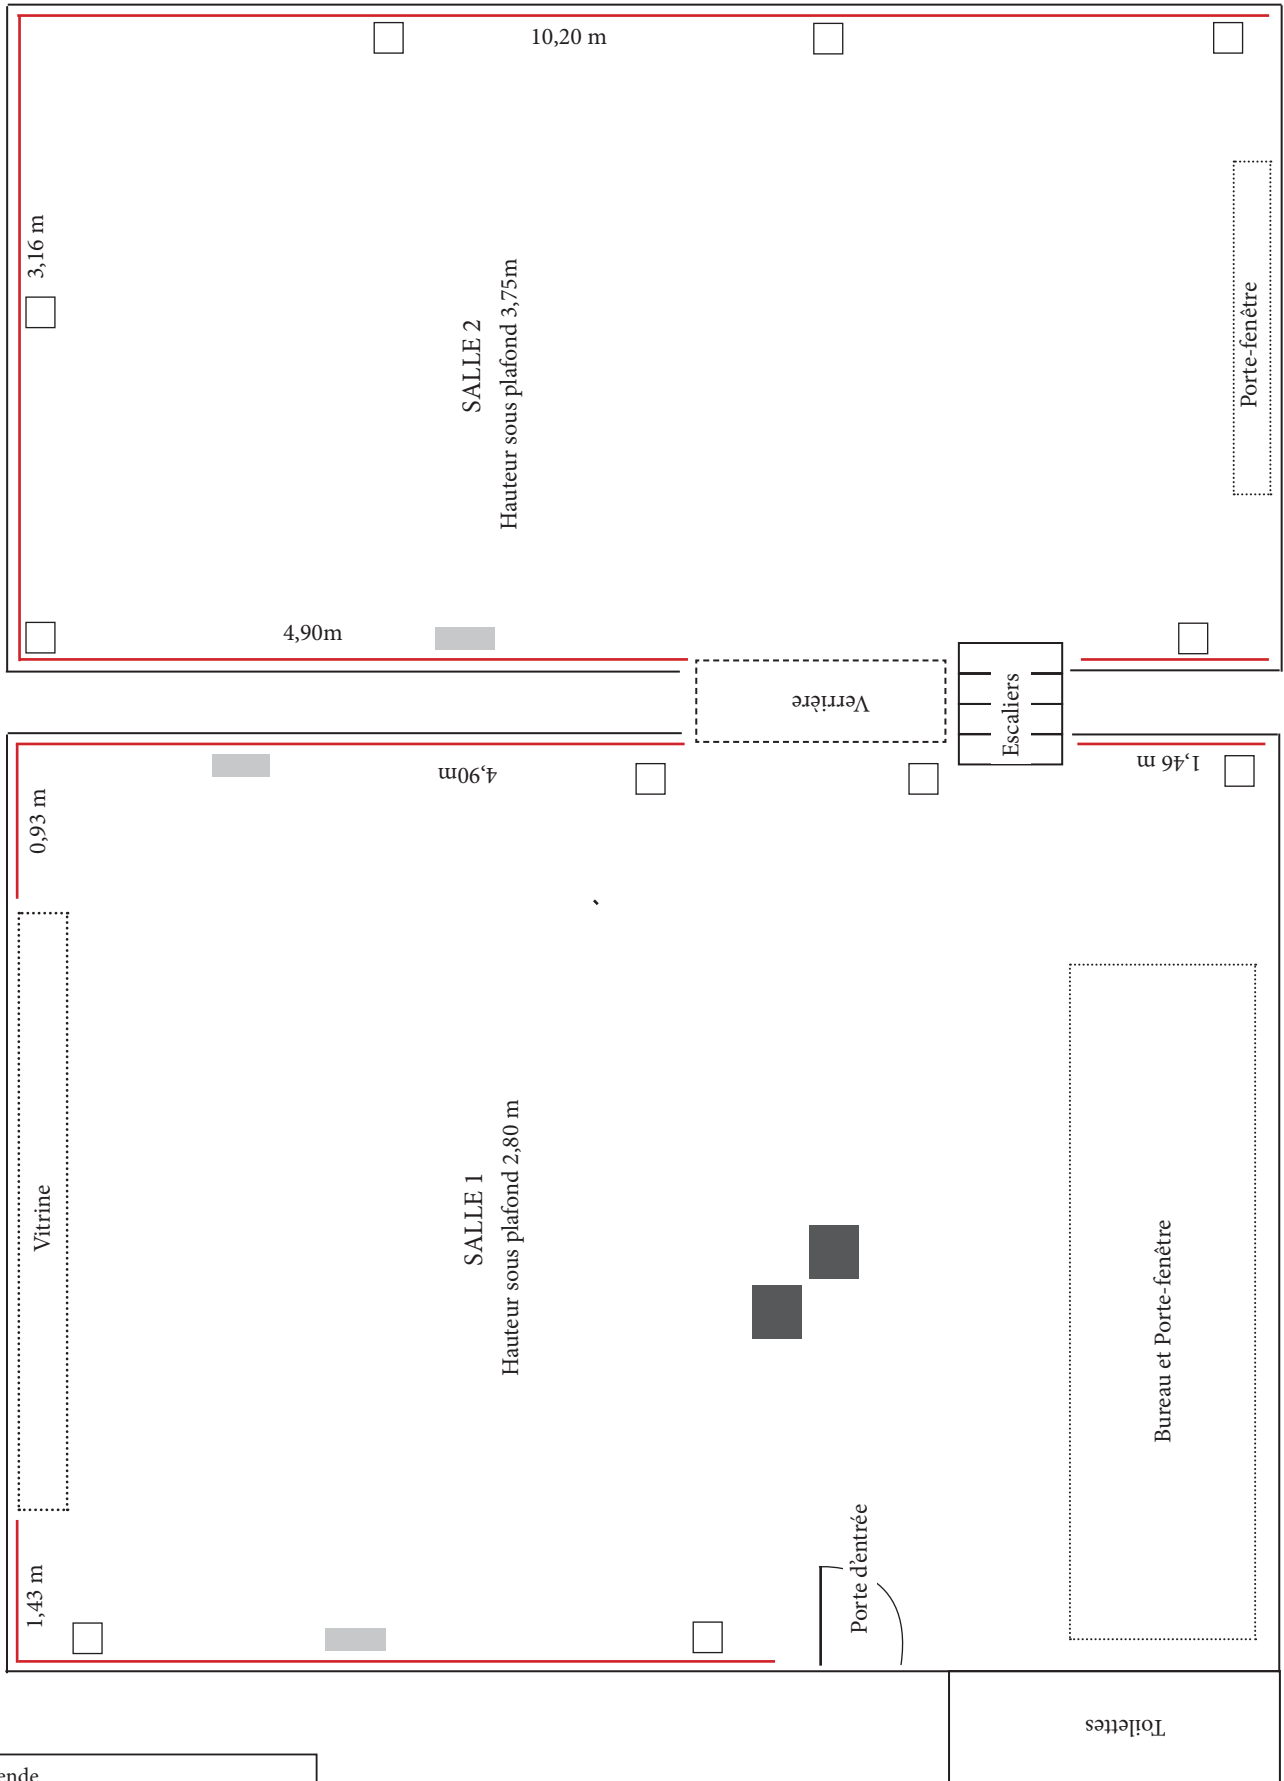 10,20 m
3,16 m
SALLE 2
Hauteur sous plafond 3,75m
Porte-fenêtre
4,90m
Verrière
Escaliers
4,90m
1,46 m
0,93 m
Vitrine
SALLE 1
Hauteur sous plafond 2,80 m
Bureau et Porte-fenêtre
1,43 m
Porte d'entrée
Toilettes
ende